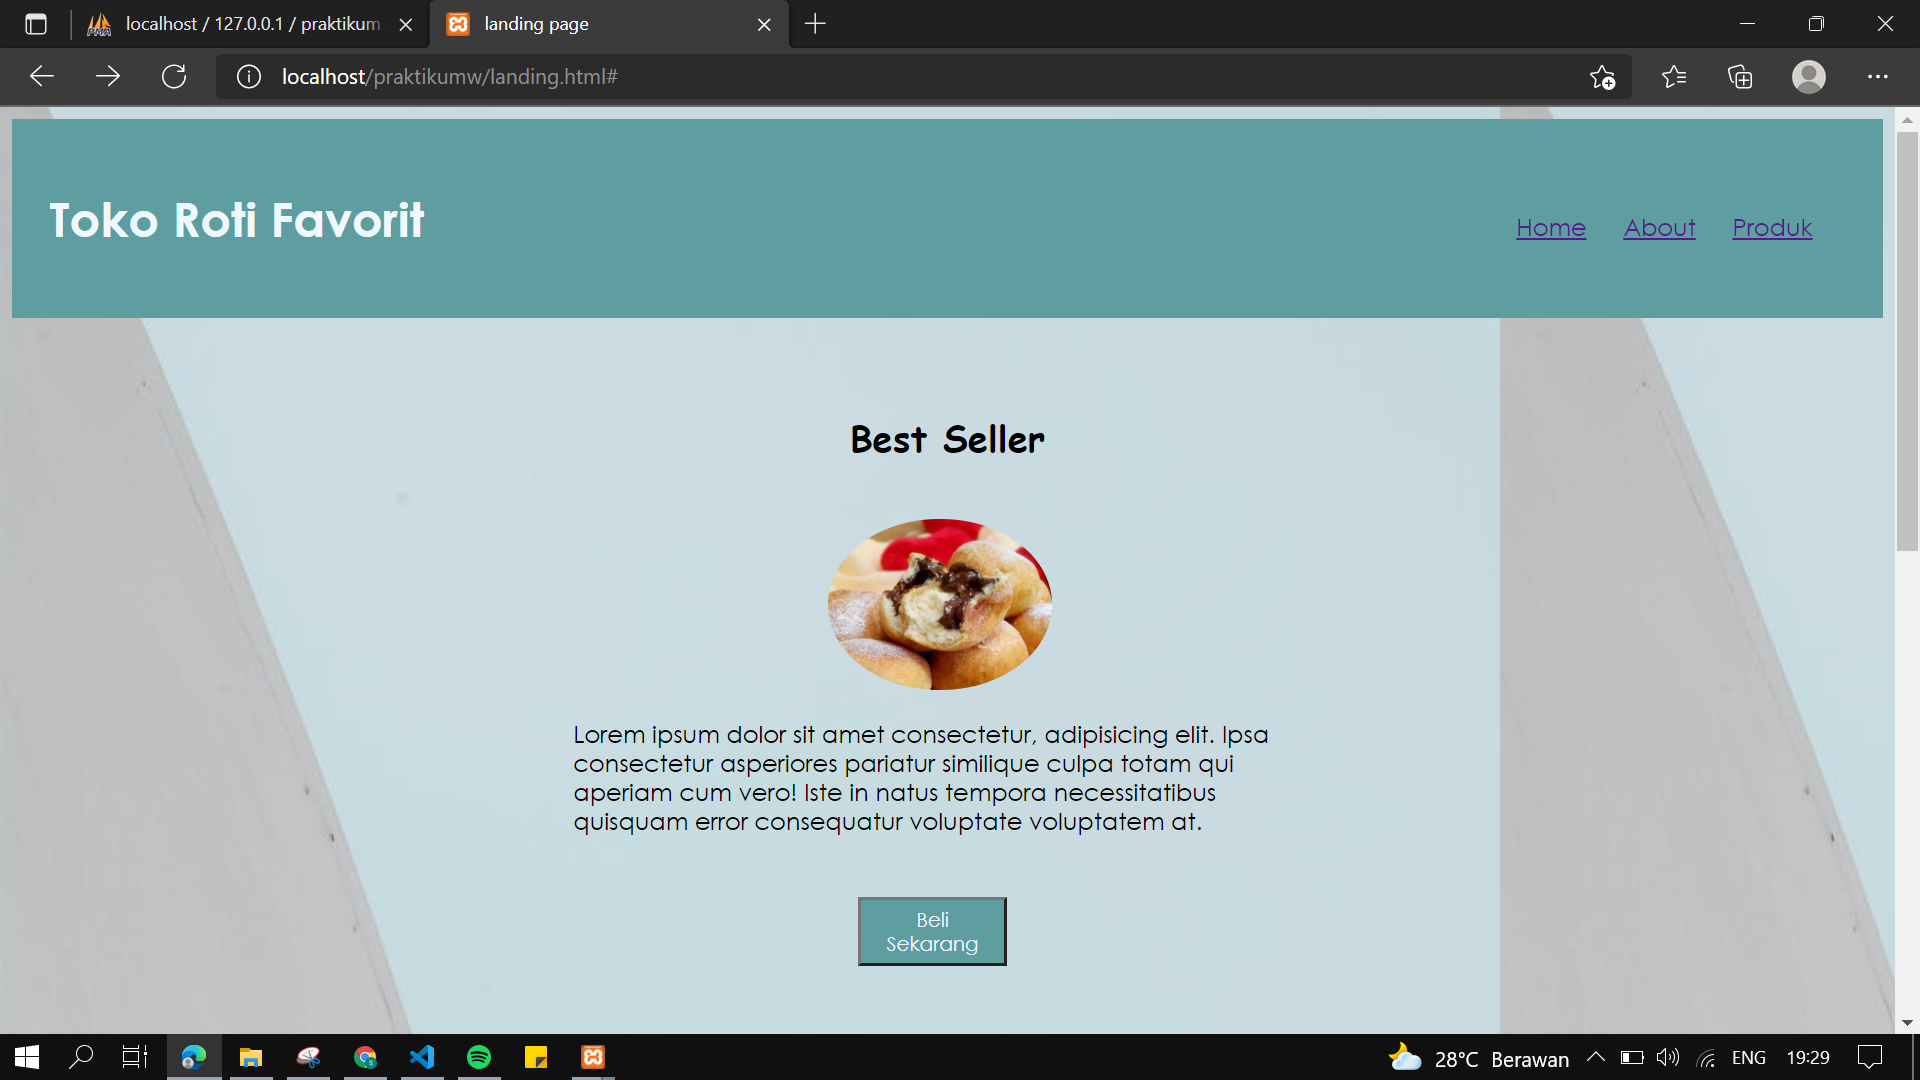 localhost / 127.0.0.1 / praktikum
landing page
localhost/praktikumw/landing.html#
Toko Roti Favorit
Home About Produk
Best Seller
Lorem ipsum dolor sit amet consectetur, adipisicing elit. Ipsa
consectetur asperiores pariatur similique culpa totam qui
aperiam cum vero! Iste in natus tempora necessitatibus
quisquam error consequatur voluptate voluptatem at.
Beli
Sekarang
28°C Berawan ENG 19:29